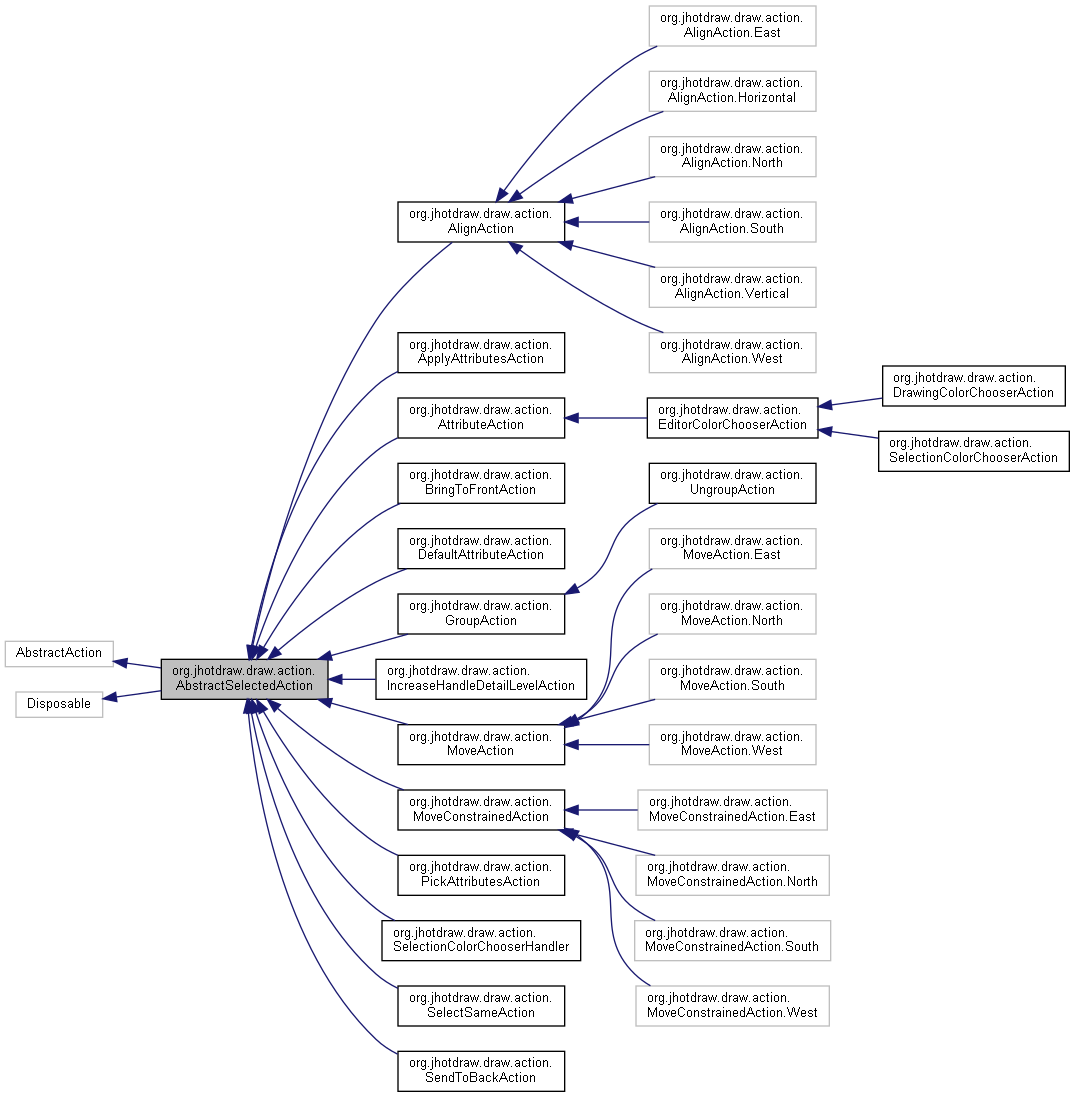 org.jhotdraw.draw.action.
AlignAction.East
org.jhotdraw.draw.action.
AlignAction.Horizontal
org.jhotdraw.draw.action.
AlignAction.North
org.jhotdraw.draw.action.
AlignAction
org.jhotdraw.draw.action.
AlignAction.South
org.jhotdraw.draw.action.
AlignAction.Vertical
org.jhotdraw.draw.action.
ApplyAttributesAction
org.jhotdraw.draw.action.
AlignAction.West
org.jhotdraw.draw.action.
DrawingColorChooserAction
org.jhotdraw.draw.action.
AttributeAction
org.jhotdraw.draw.action.
EditorColorChooserAction
org.jhotdraw.draw.action.
SelectionColorChooserAction
org.jhotdraw.draw.action.
BringToFrontAction
org.jhotdraw.draw.action.
UngroupAction
org.jhotdraw.draw.action.
DefaultAttributeAction
org.jhotdraw.draw.action.
MoveAction.East
org.jhotdraw.draw.action.
GroupAction
org.jhotdraw.draw.action.
MoveAction.North
AbstractAction
Disposable
org.jhotdraw.draw.action.
AbstractSelectedAction
org.jhotdraw.draw.action.
IncreaseHandleDetailLevelAction
org.jhotdraw.draw.action.
MoveAction.South
org.jhotdraw.draw.action.
MoveAction
org.jhotdraw.draw.action.
MoveAction.West
org.jhotdraw.draw.action.
MoveConstrainedAction
org.jhotdraw.draw.action.
MoveConstrainedAction.East
org.jhotdraw.draw.action.
PickAttributesAction
org.jhotdraw.draw.action.
MoveConstrainedAction.North
org.jhotdraw.draw.action.
SelectionColorChooserHandler
org.jhotdraw.draw.action.
MoveConstrainedAction.South
org.jhotdraw.draw.action.
SelectSameAction
org.jhotdraw.draw.action.
MoveConstrainedAction.West
org.jhotdraw.draw.action.
SendToBackAction